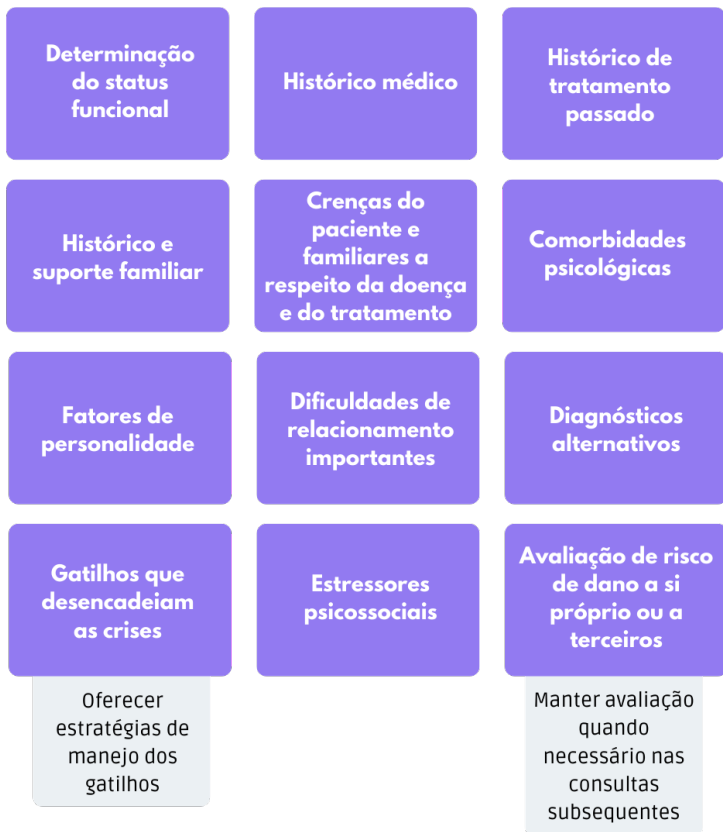 Determinação
do status
funcional
Histórico médico
Histórico de
tratamento
passado
Histórico e
suporte familiar
Crenças do
paciente e
familiares a
respeito da doença
e do tratamento
Comorbidades
psicológicas
Fatores de
personalidade
Dificuldades de
relacionamento
importantes
Diagnósticos
alternativos
Gatilhos que
desencadeiam
as crises
Estressores
psicossociais
Avaliação de risco
de dano a si
próprio ou a
terceiros
Oferecer
estratégias de
manejo dos
gatilhos
Manter avaliação
quando
necessário nas
consultas
subsequentes